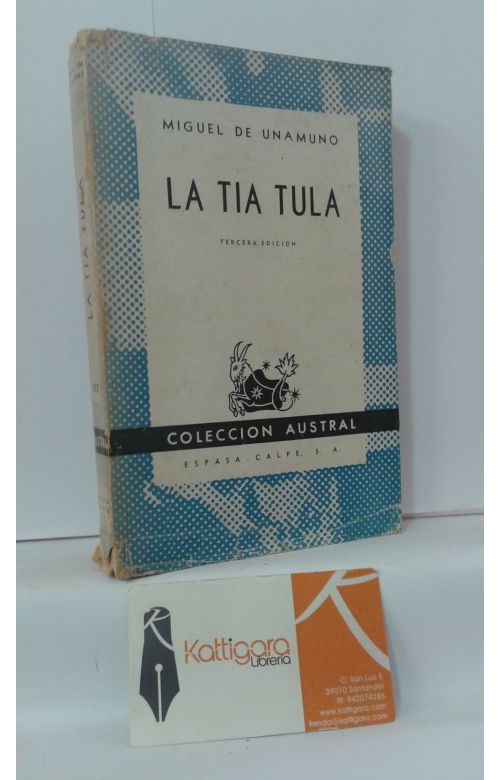 MIGUEL DE UNAMUNO
LA TIA TULA
TERCERA EDICION
COLECCION AUSTRAL
ESPASA-CALPE, S. A.
LA TIA TULA
AUSTRAL
K
Kattigara
Librería
C/ San Luis 5
39010 Santander
tlf: 942074286
www.kattigara.com
tienda@kattigara.com